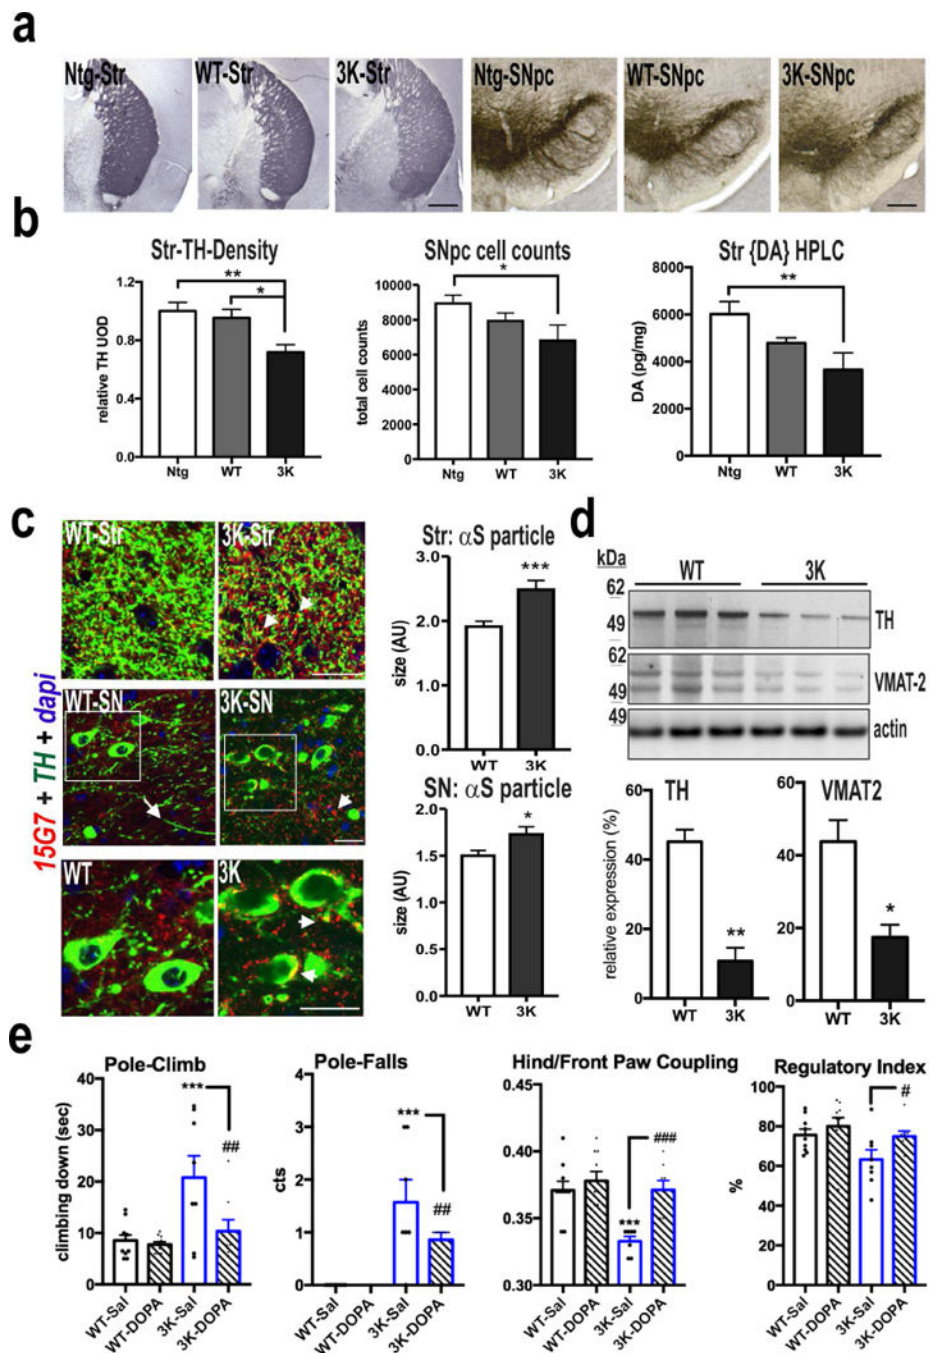 a
Ntg-Str
WT-Str
3K-Str
Ntg-SNpc
WT-SNpc
3K-SNpc
b
Str-TH-Density
relative TH UOD
1.2
0.8
0.4
0.0
**
*
Ntg
WT
3K
SNpc cell counts
total cell counts
10000
8000
6000
4000
2000
0
*
Ntg
WT
3K
Str {DA} HPLC
DA (pg/mg)
8000
6000
4000
2000
0
**
Ntg
WT
3K
c
15G7 + TH + dapi
WT-Str
3K-Str
WT-SN
3K-SN
WT
3K
Str: αS particle
size (AU)
3.0
2.0
1.0
0.0
***
WT
3K
SN: αS particle
size (AU)
2.0
1.5
1.0
0.5
0.0
*
WT
3K
d
kDa
WT
3K
62
49
TH
62
49
VMAT-2
49
actin
TH
relative expression (%)
60
40
20
0
**
WT
3K
VMAT2
60
40
20
0
*
WT
3K
e
Pole-Climb
climbing down (sec)
40
30
20
10
0
***
##
WT-Sal
WT-DOPA
3K-Sal
3K-DOPA
Pole-Falls
cts
4
3
2
1
0
***
##
WT-Sal
WT-DOPA
3K-Sal
3K-DOPA
Hind/Front Paw Coupling
0.45
0.40
0.35
0.30
***
###
WT-Sal
WT-DOPA
3K-Sal
3K-DOPA
Regulatory Index
%
100
80
60
40
20
0
#
WT-Sal
WT-DOPA
3K-Sal
3K-DOPA